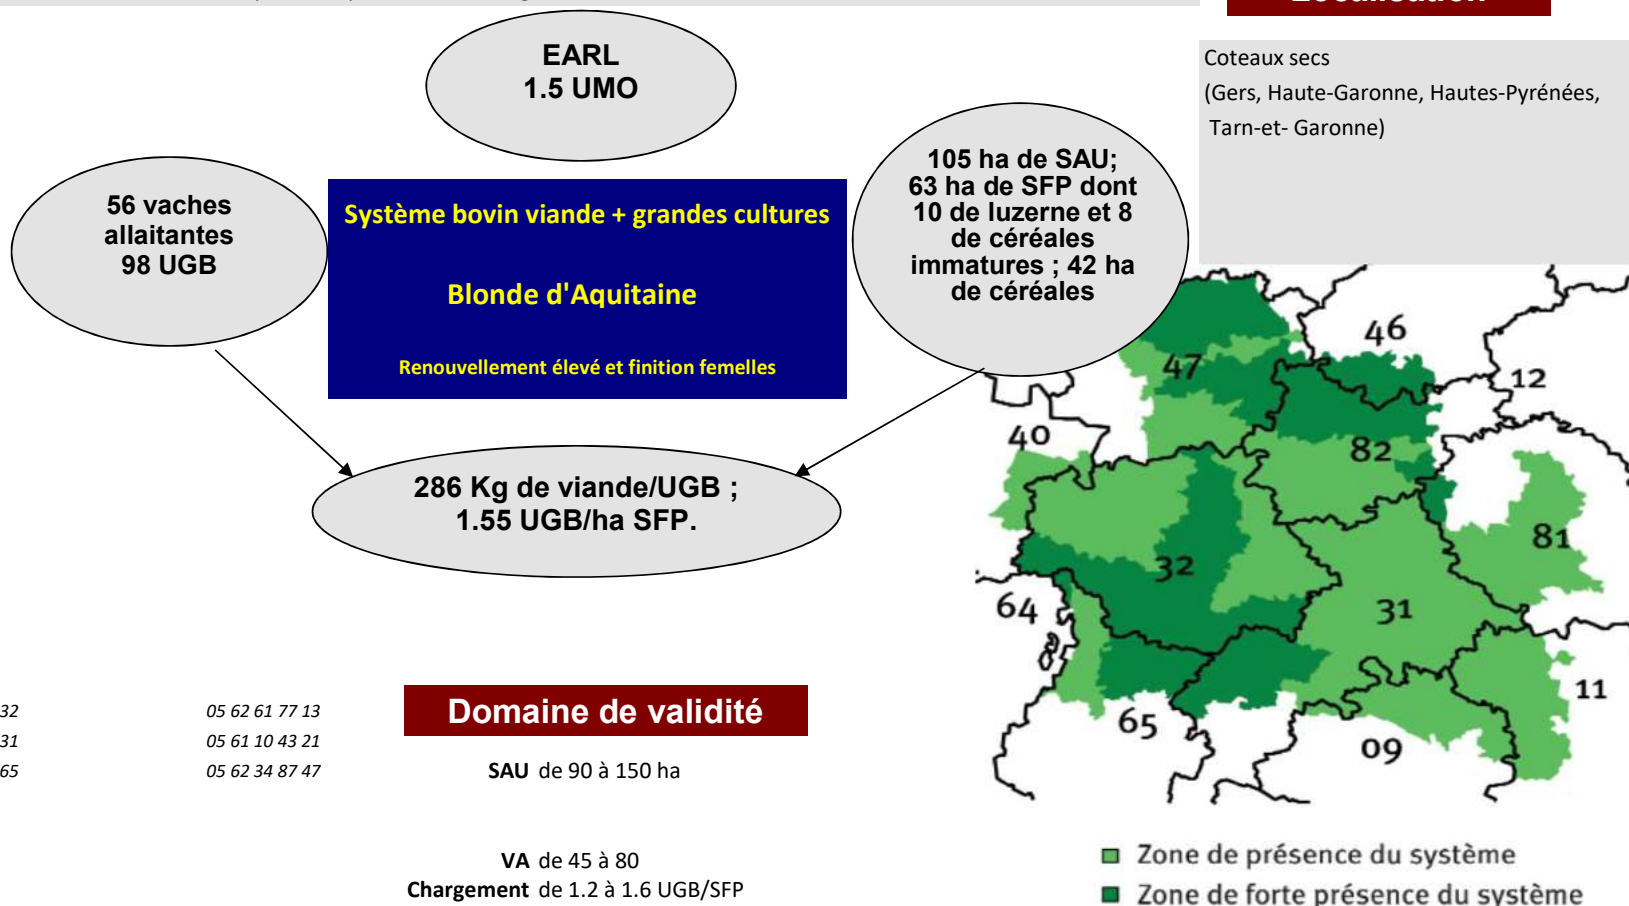 Localisation
EARL
1.5 UMO
Coteaux secs
(Gers, Haute-Garonne, Hautes-Pyrénées,
Tarn-et- Garonne)
56 vaches
allaitantes
98 UGB
Système bovin viande + grandes cultures
Blonde d'Aquitaine
Renouvellement élevé et finition femelles
105 ha de SAU;
63 ha de SFP dont
10 de luzerne et 8
de céréales
immatures ; 42 ha
de céréales
286 Kg de viande/UGB ;
1.55 UGB/ha SFP.
46
47
12
40
82
81
32
64
31
11
65
09
32 05 62 61 77 13
31 05 61 10 43 21
65 05 62 34 87 47
Domaine de validité
SAU de 90 à 150 ha
VA de 45 à 80
Chargement de 1.2 à 1.6 UGB/SFP
Zone de présence du système
Zone de forte présence du système